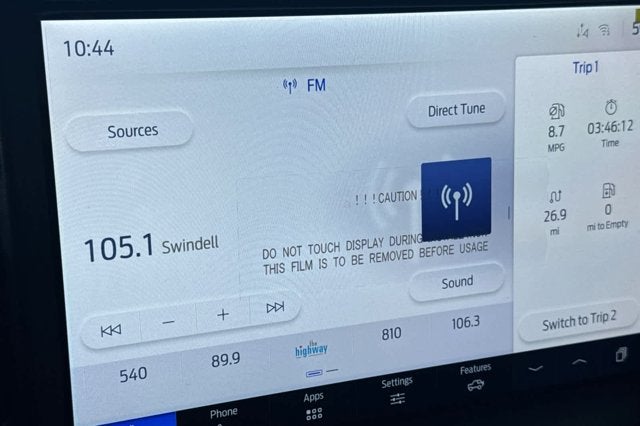 10:44
FM
Sources
Direct Tune
! ! !CAUTION !
105.1 Swindell
DO NOT TOUCH DISPLAY DURING
THIS FILM IS TO BE REMOVED BEFORE USAGE
Sound
540
89.9
the
highway
810
106.3
Phone
Apps
Settings
Features
Trip 1
8.7
MPG
03:46:12
Time
26.9
mi
0
mi to Empty
Switch to Trip 2